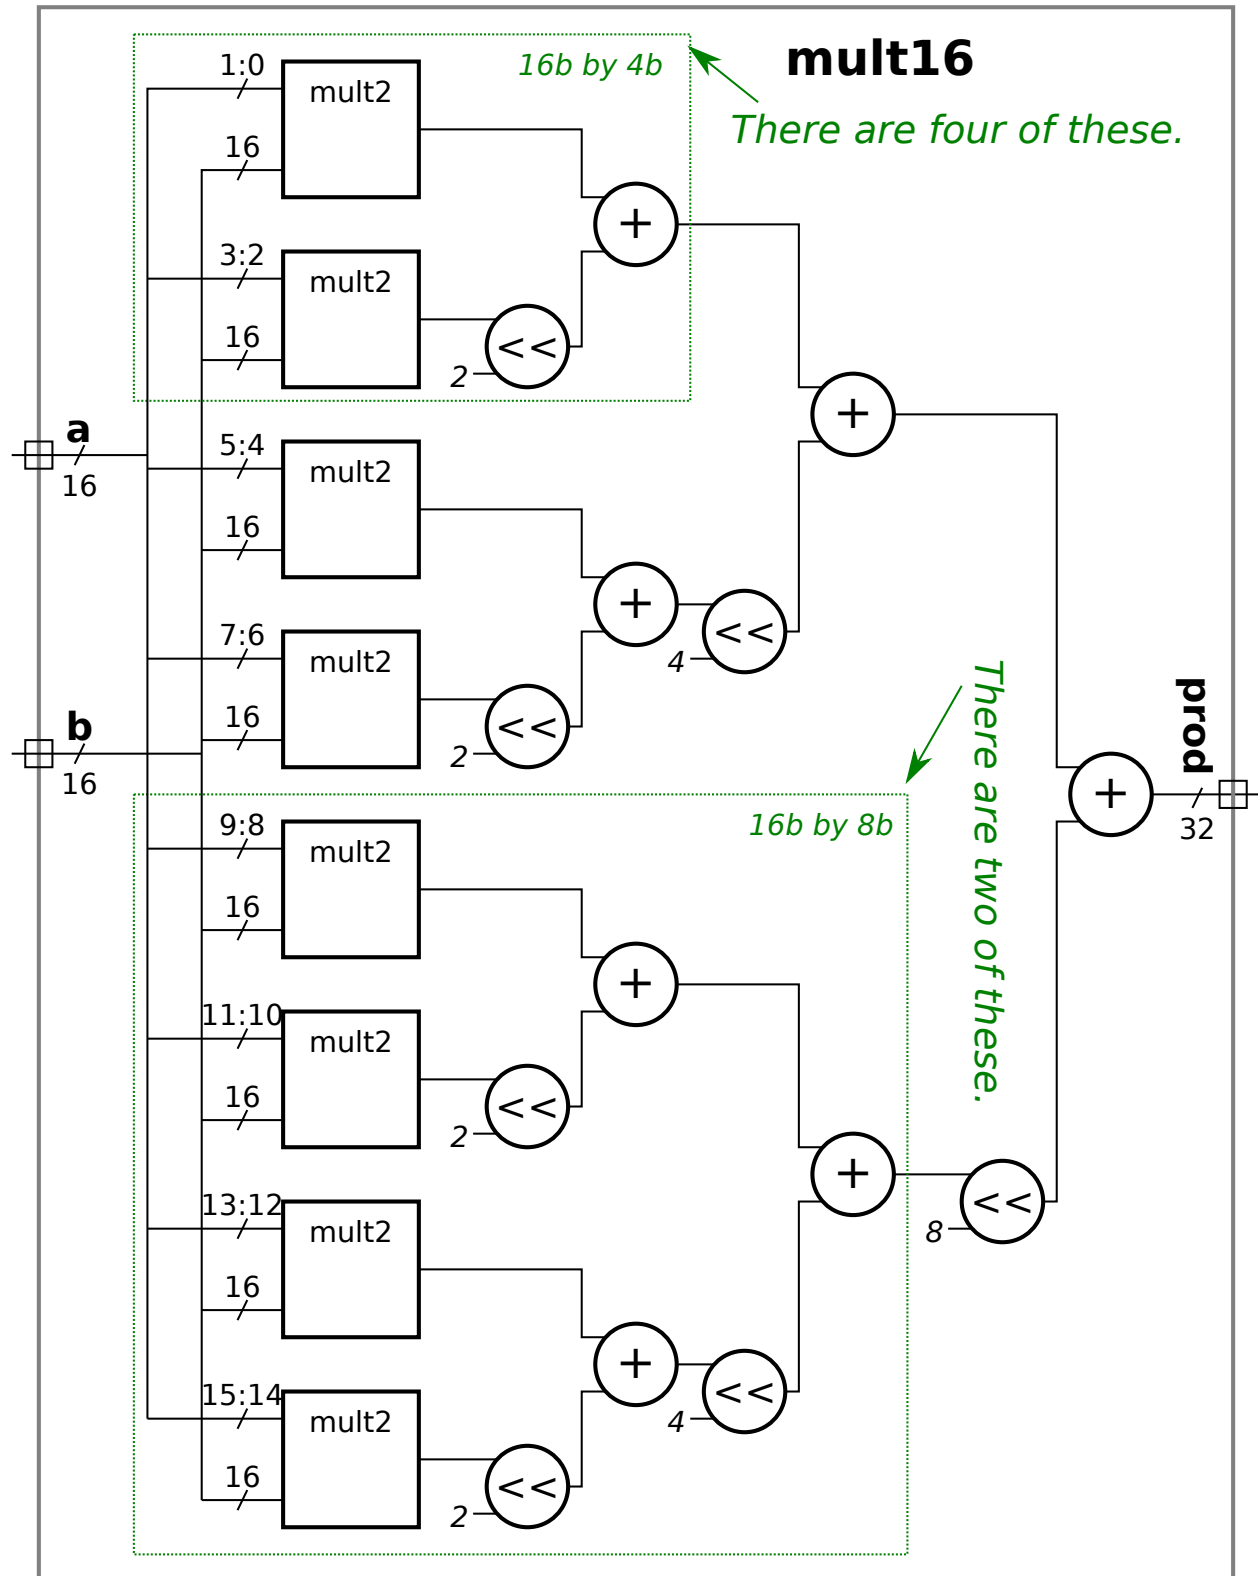 mult16
16b by 4b
There are four of these.
1:0
mult2
16
+
3:2
mult2
16
<<
2
a
16
5:4
mult2
16
+
+
<<
4
7:6
mult2
16
<<
2
b
16
There are two of these.
prod
32
+
16b by 8b
9:8
mult2
16
+
11:10
mult2
16
<<
2
+
<<
8
13:12
mult2
16
+
<<
4
15:14
mult2
16
<<
2